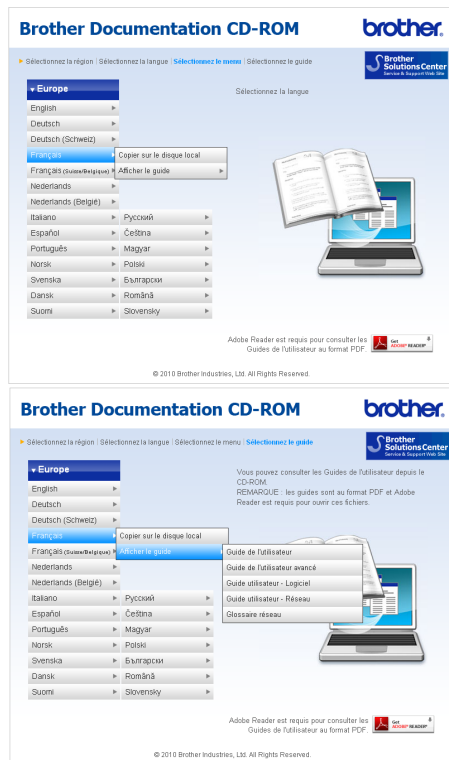 Brother Documentation CD-ROM
brother.
Sélectionnez la région | Sélectionnez la langue | Sélectionnez le menu | Sélectionnez le guide
Brother
Solutions Center
Service & Support Web Site
Europe
Sélectionnez la langue
English
Deutsch
Deutsch (Schweiz)
Français
Copier sur le disque local
Français (Suisse/Belgique)
Afficher le guide
Nederlands
Nederlands (België)
Italiano
Русский
Español
Čeština
Português
Magyar
Norsk
Polski
Svenska
Български
Dansk
Română
Suomi
Slovensky
Adobe Reader est requis pour consulter les
Guides de l'utilisateur au format PDF.
Get
ADOBE® READER®
© 2010 Brother Industries, Ltd. All Rights Reserved.
Brother Documentation CD-ROM
brother.
Sélectionnez la région | Sélectionnez la langue | Sélectionnez le menu | Sélectionnez le guide
Brother
Solutions Center
Service & Support Web Site
Europe
Vous pouvez consulter les Guides de l'utilisateur depuis le
CD-ROM.
REMARQUE : les guides sont au format PDF et Adobe
Reader est requis pour ouvrir ces fichiers.
English
Deutsch
Deutsch (Schweiz)
Français
Copier sur le disque local
Français (Suisse/Belgique)
Afficher le guide
Guide de l'utilisateur
Guide de l'utilisateur avancé
Guide utilisateur - Logiciel
Guide utilisateur - Réseau
Glossaire réseau
Nederlands
Nederlands (België)
Italiano
Русский
Español
Čeština
Português
Magyar
Norsk
Polski
Svenska
Български
Dansk
Română
Suomi
Slovensky
Adobe Reader est requis pour consulter les
Guides de l'utilisateur au format PDF.
Get
ADOBE® READER®
© 2010 Brother Industries, Ltd. All Rights Reserved.